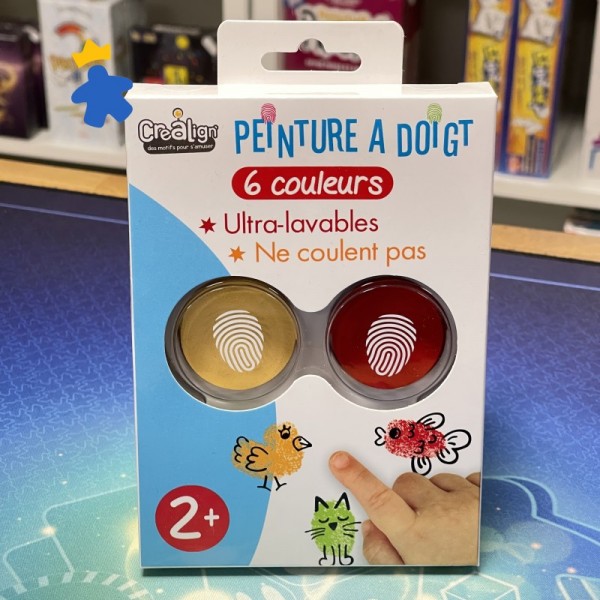 Créalign'
des motifs pour s'amuser
PEINTURE A DOIGT
6 couleurs
Ultra-lavables
Ne coulent pas
2+